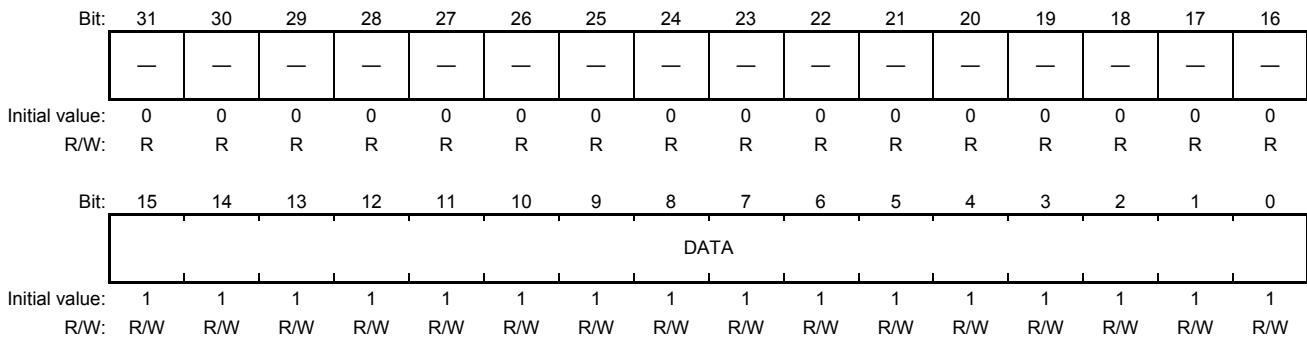 Bit: 31 30 29 28 27 26 25 24 23 22 21 20 19 18 17 16
— — — — — — — — — — — — — — — —
Initial value: 0 0 0 0 0 0 0 0 0 0 0 0 0 0 0 0
R/W: R R R R R R R R R R R R R R R R
Bit: 15 14 13 12 11 10 9 8 7 6 5 4 3 2 1 0
DATA
Initial value: 1 1 1 1 1 1 1 1 1 1 1 1 1 1 1 1
R/W: R/W R/W R/W R/W R/W R/W R/W R/W R/W R/W R/W R/W R/W R/W R/W R/W